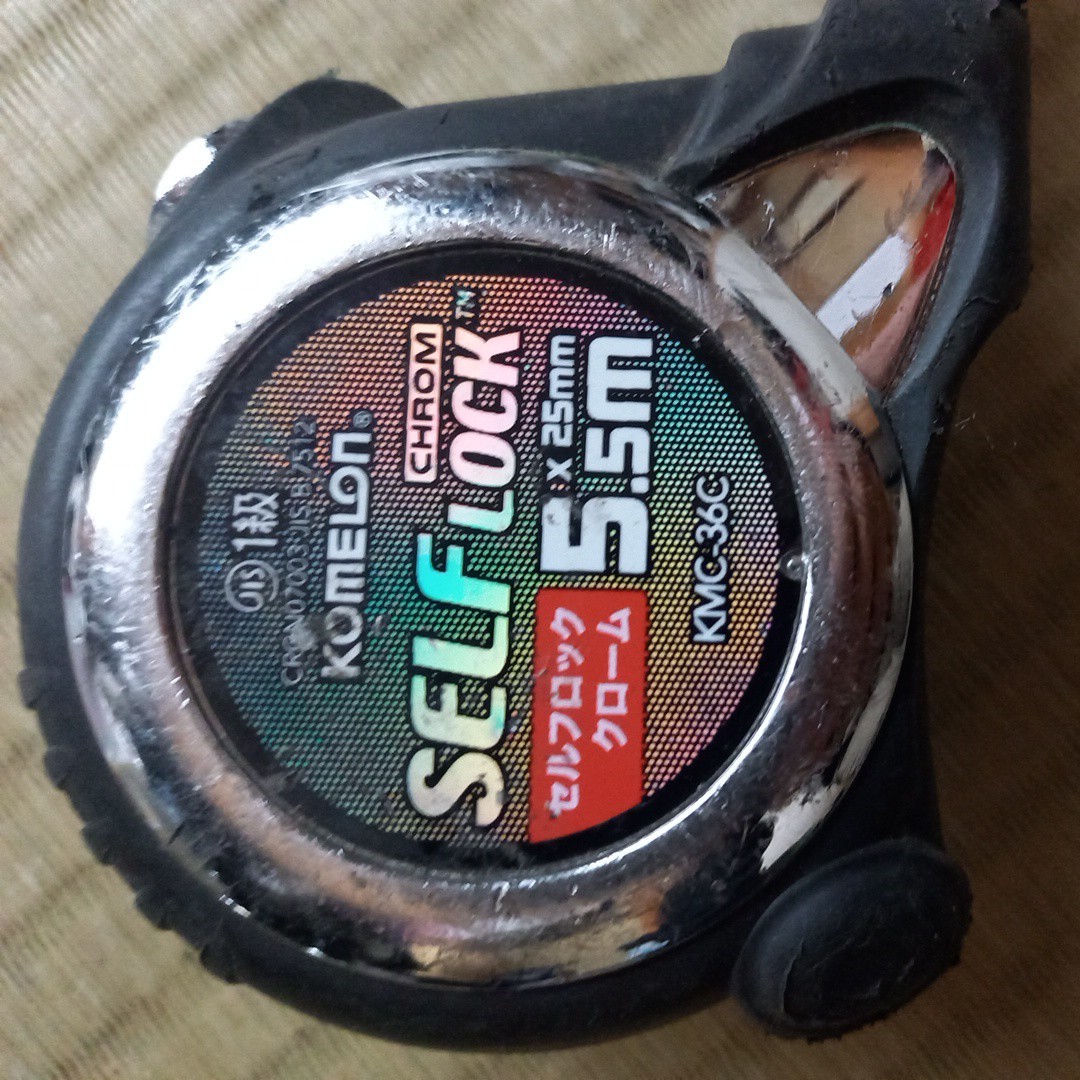 JIS 1級
JIS B 7512
KOMELON®
CHROM
SELF LOCK™
x 25mm
5.5m
セルフロック
クローム
KMC-36C